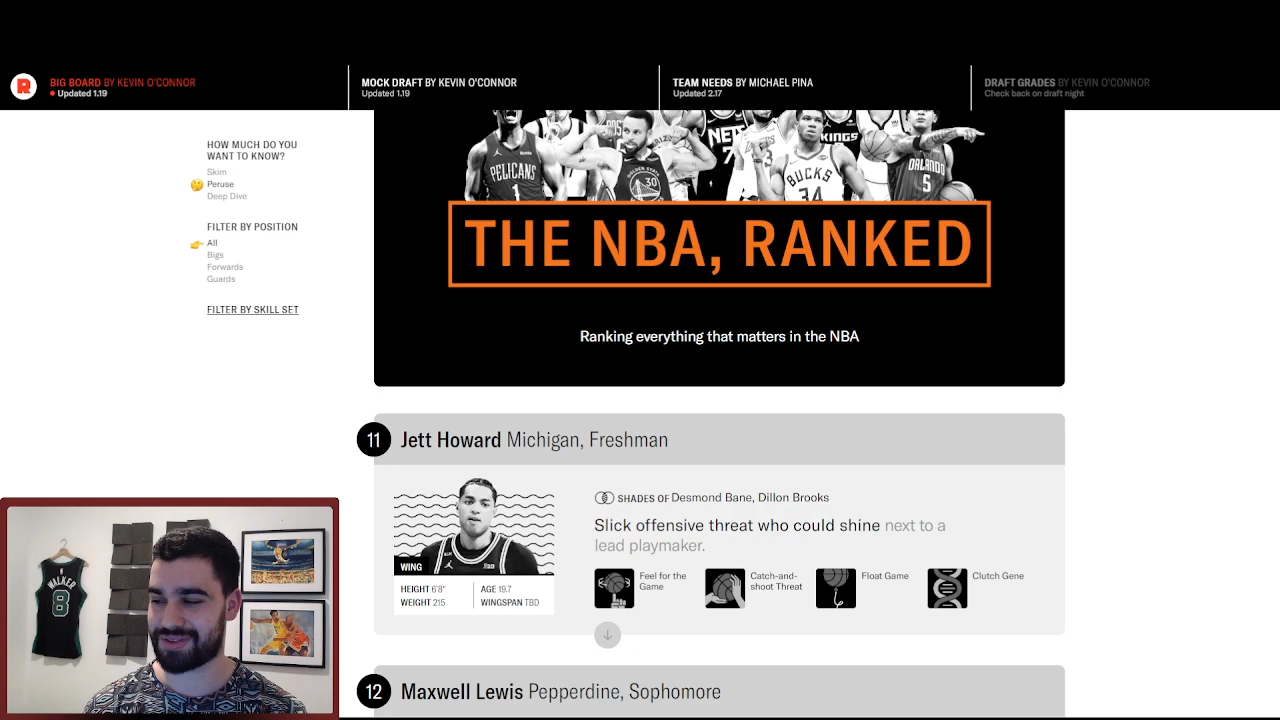 R
BIG BOARD BY KEVIN O'CONNOR
Updated 1.19
MOCK DRAFT BY KEVIN O'CONNOR
Updated 1.19
TEAM NEEDS BY MICHAEL PINA
Updated 2.17
DRAFT GRADES BY KEVIN O'CONNOR
Check back on draft night
HOW MUCH DO YOU
WANT TO KNOW?
Skim
Peruse
Deep Dive
FILTER BY POSITION
All
Bigs
Forwards
Guards
FILTER BY SKILL SET
PELICANS
1
GOLDEN STATE
30
BUCKS
34
KINGS
ORLANDO
5
THE NBA, RANKED
Ranking everything that matters in the NBA
11 Jett Howard Michigan, Freshman
WING
HEIGHT 6'8"
WEIGHT 215
AGE 19.7
WINGSPAN TBD
SHADES OF Desmond Bane, Dillon Brooks
Slick offensive threat who could shine next to a
lead playmaker.
Feel for the
Game
Catch-and-
shoot Threat
Float Game
Clutch Gene
12 Maxwell Lewis Pepperdine, Sophomore
WALKER
8